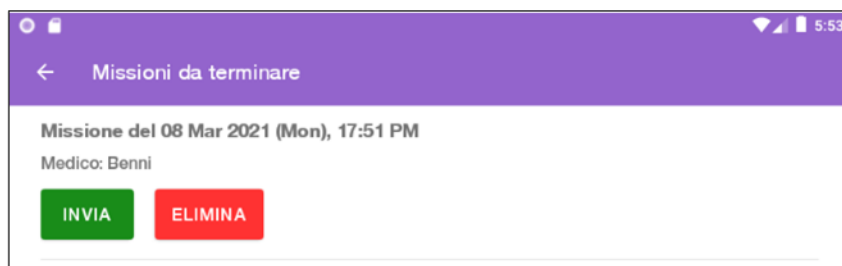 5:53
Missioni da terminare
Missione del 08 Mar 2021 (Mon), 17:51 PM
Medico: Benni
INVIA ELIMINA